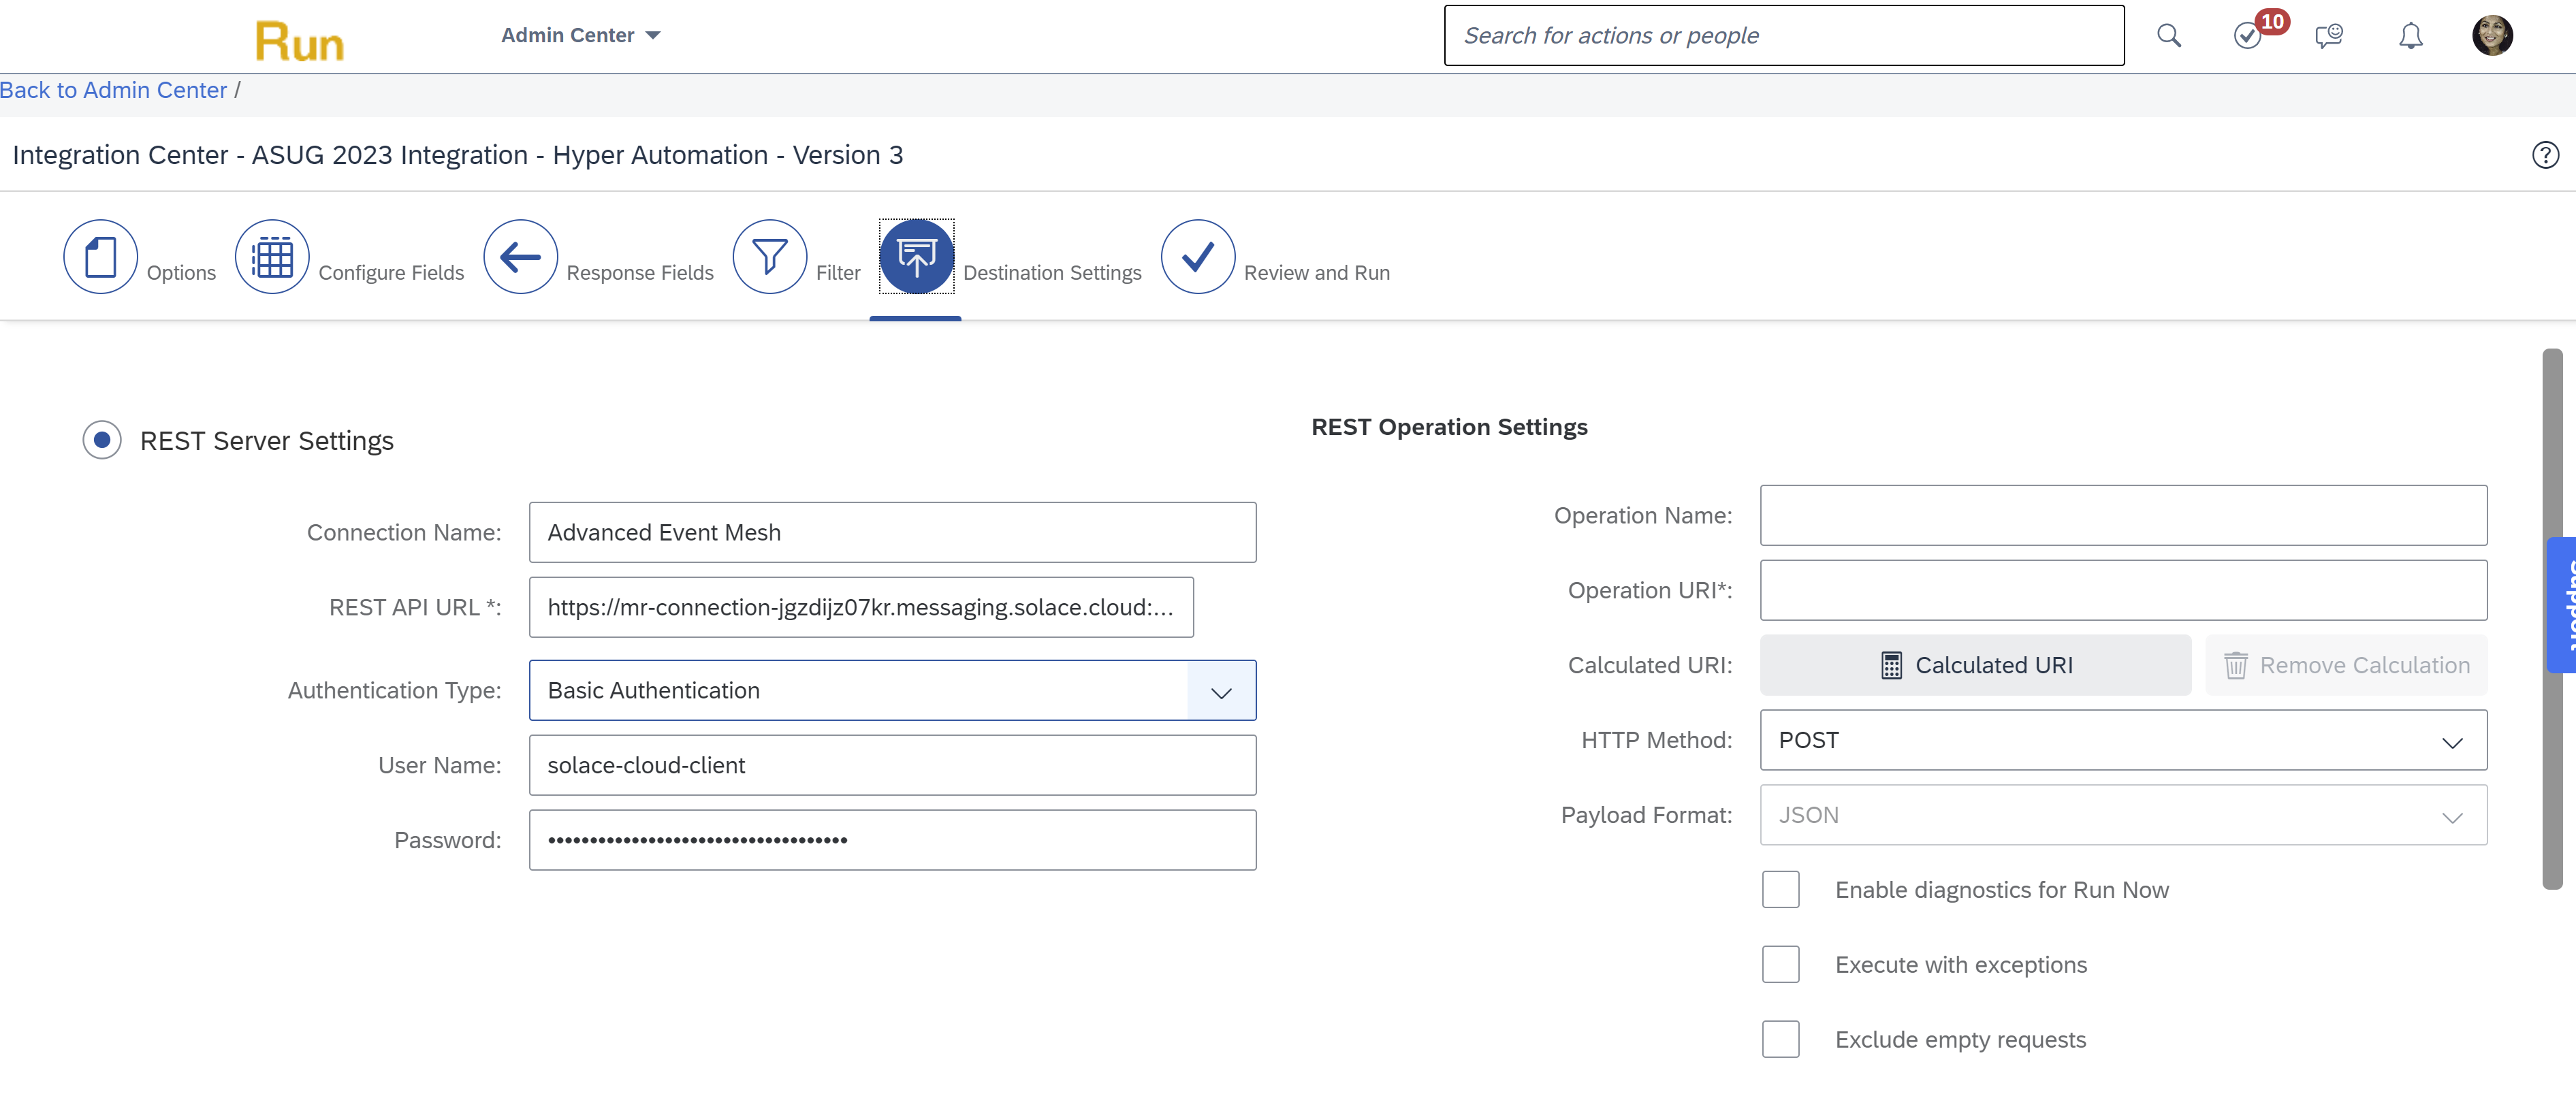 Run
Admin Center
Search for actions or people
10
Back to Admin Center /
Integration Center - ASUG 2023 Integration - Hyper Automation - Version 3
?
Options
Configure Fields
Response Fields
Filter
Destination Settings
Review and Run
REST Server Settings
Connection Name: Advanced Event Mesh
REST API URL *: https://mr-connection-jgzdijz07kr.messaging.solace.cloud:...
Authentication Type: Basic Authentication
User Name: solace-cloud-client
Password: ••••••••••••••••••••••••••••••••••••
REST Operation Settings
Operation Name:
Operation URI*:
Calculated URI: Calculated URI Remove Calculation
HTTP Method: POST
Payload Format: JSON
Enable diagnostics for Run Now
Execute with exceptions
Exclude empty requests
Support